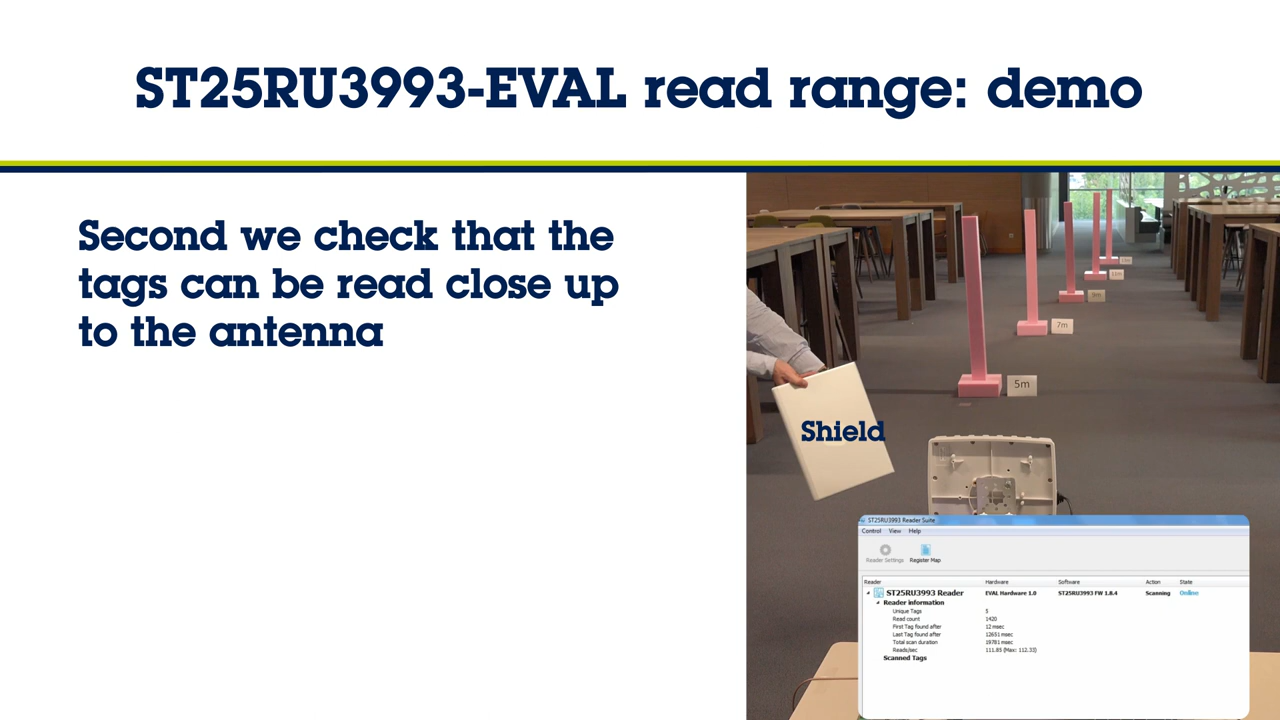 ST25RU3993-EVAL read range: demo
Second we check that the
tags can be read close up
to the antenna
7m
5m
Shield
ST25RU3993 Reader Suite
Control View Help
Reader Settings Register Map
Reader Hardware Software Action State
ST25RU3993 Reader EVAL Hardware 1.0 ST25RU3993 FW 1.8.4 Scanning Online
Reader information
Unique Tags 5
Read count 1420
First Tag found after 12 msec
Last Tag found after 12651 msec
Total scan duration 19781 msec
Reads/sec 111.85 (Max: 112.33)
Scanned Tags